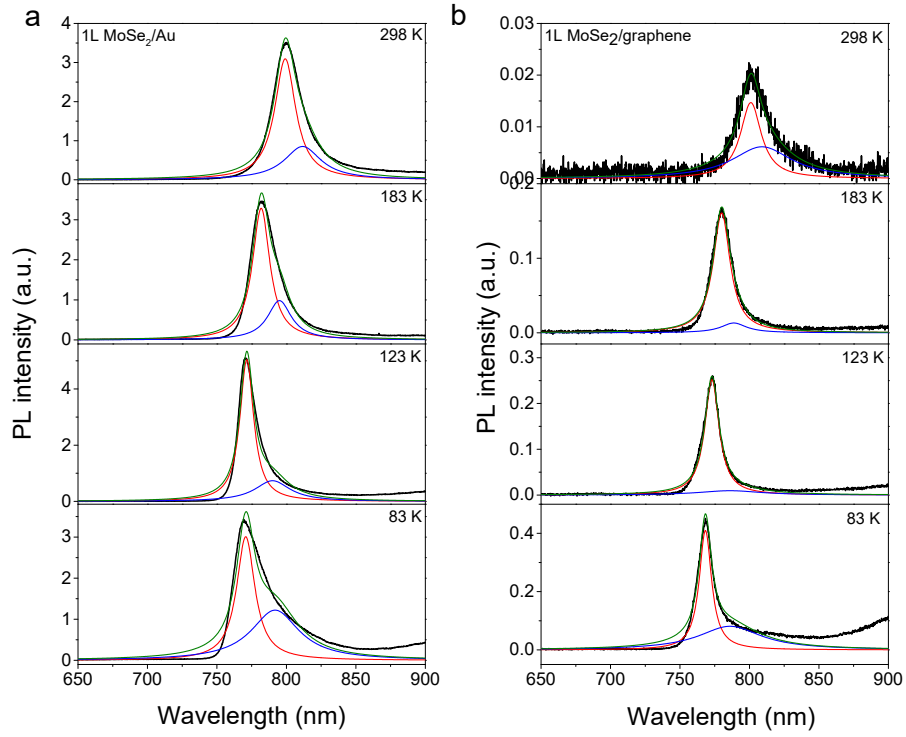 a
1L MoSe₂/Au
298 K
4
3
2
1
0
183 K
3
2
1
0
123 K
4
2
0
83 K
3
2
1
0
650 700 750 800 850 900
Wavelength (nm)
PL intensity (a.u.)
b
1L MoSe2/graphene
298 K
0.03
0.02
0.01
0.00
183 K
0.2
0.1
0.0
123 K
0.3
0.2
0.1
0.0
83 K
0.4
0.2
0.0
650 700 750 800 850 900
Wavelength (nm)
PL intensity (a.u.)